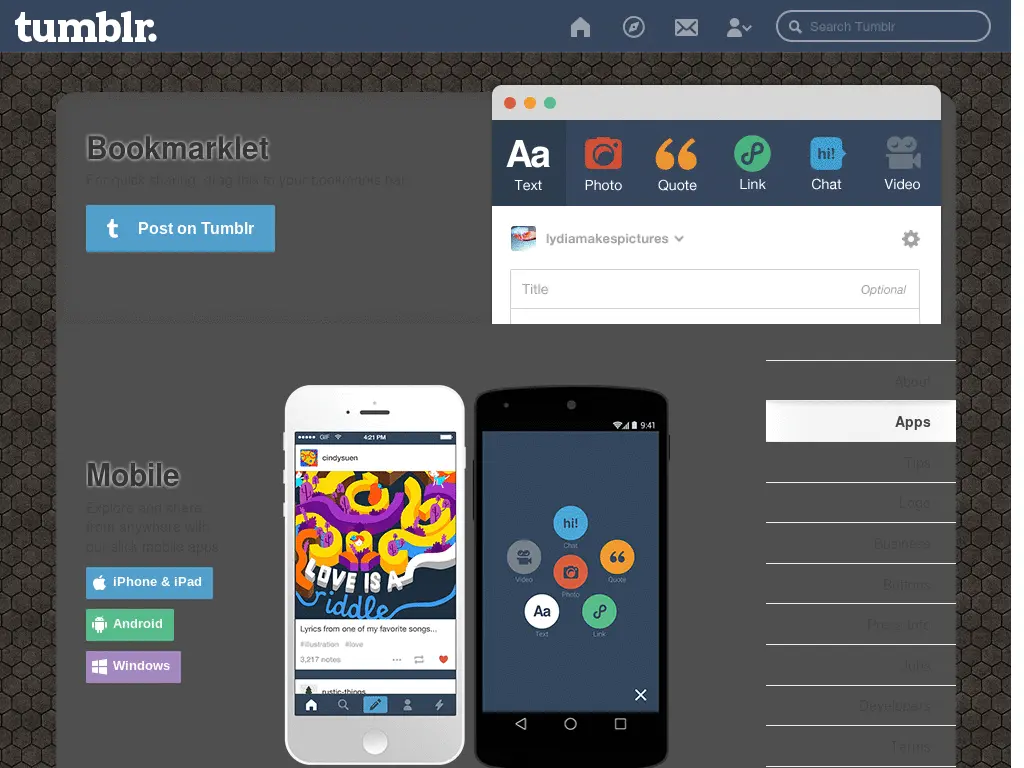 tumblr.
Search Tumblr
Bookmarklet
For quick sharing, drag this to your bookmarks bar.
Post on Tumblr
Aa
hi!
Text
Photo
Quote
Link
Chat
Video
lydiamakespictures
Title
Optional
Mobile
Explore and share
from anywhere with
our slick mobile apps.
iPhone & iPad
Android
Windows
GIF
4:21 PM
cindysuen
LOVE IS A
riddle
Lyrics from one of my favorite songs...
#illustration #love
3,217 notes
rustic-things
9:41
hi!
Chat
Video
Quote
Photo
Aa
Text
Link
About
Apps
Tips
Logo
Business
Buttons
Press Info
Jobs
Developers
Terms